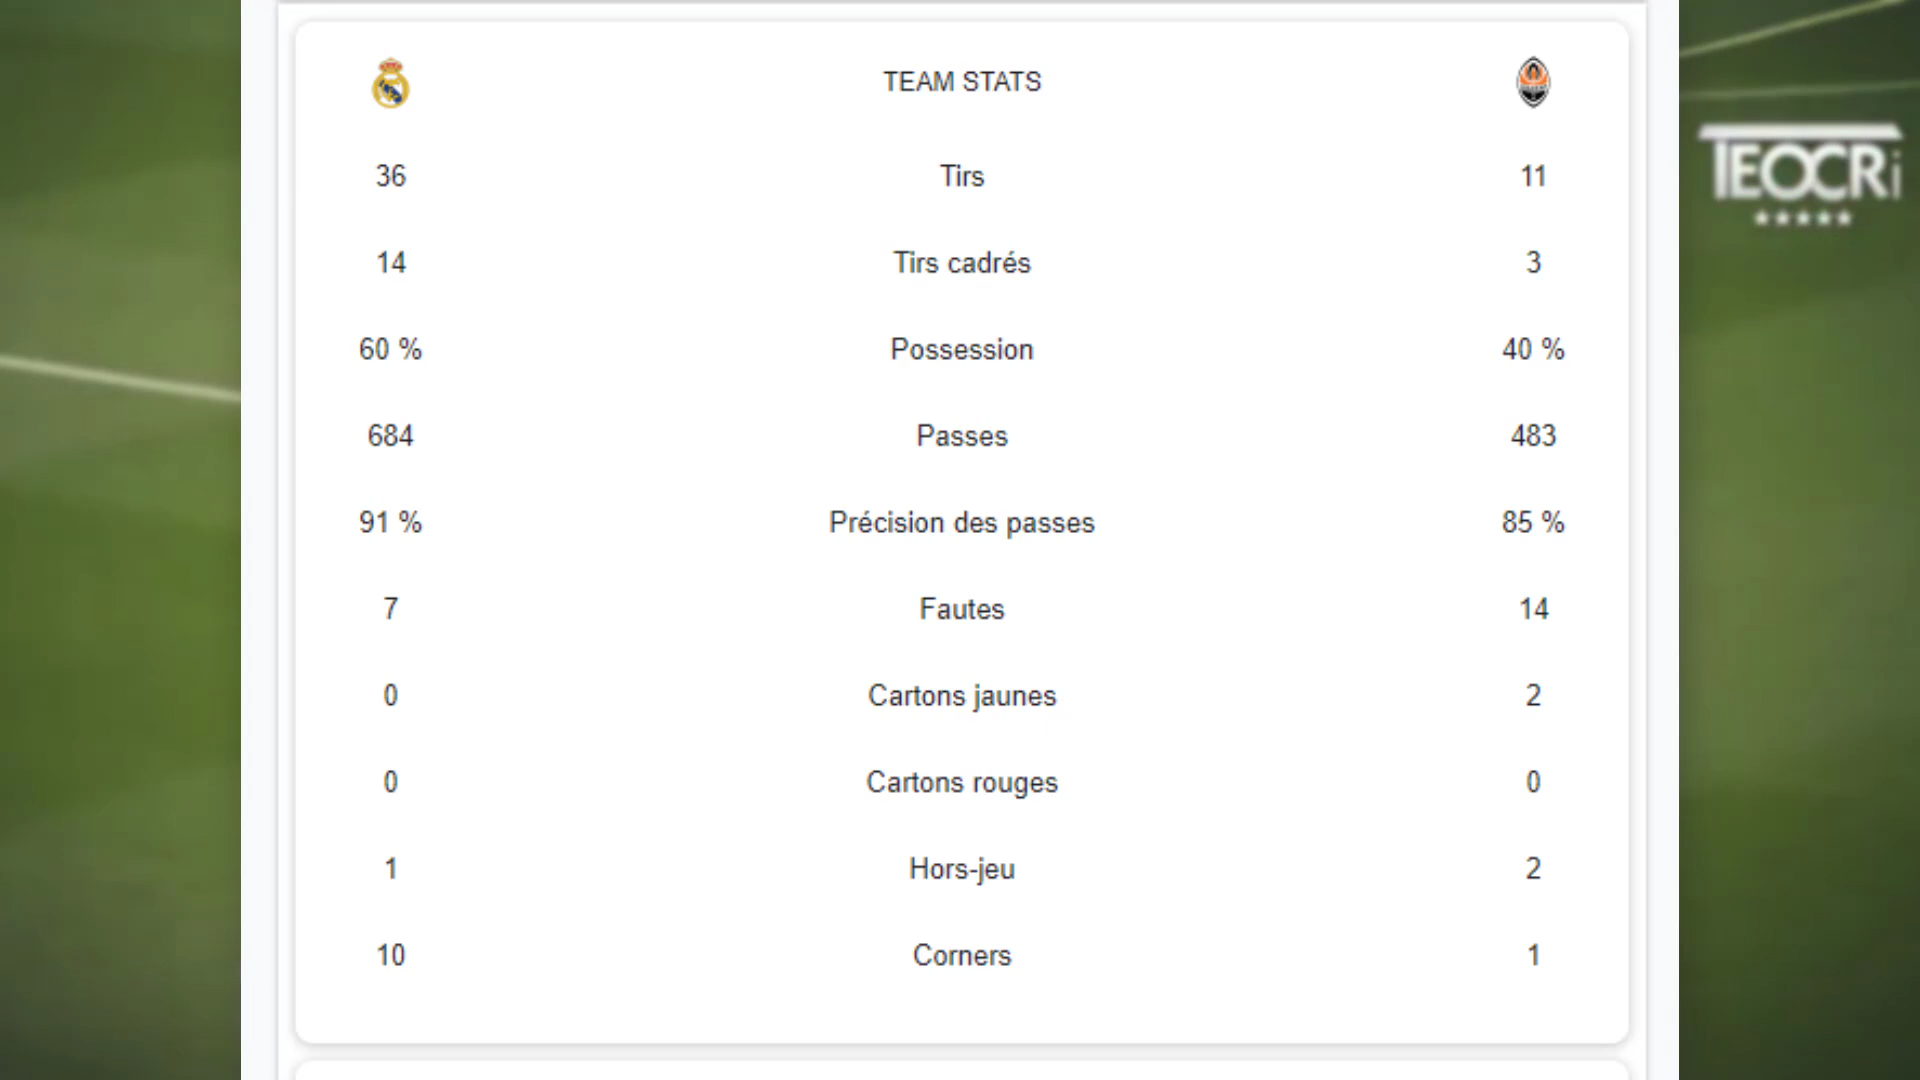 TEAM STATS
36 Tirs 11
14 Tirs cadrés 3
60 % Possession 40 %
684 Passes 483
91 % Précision des passes 85 %
7 Fautes 14
0 Cartons jaunes 2
0 Cartons rouges 0
1 Hors-jeu 2
10 Corners 1
TEOCRi